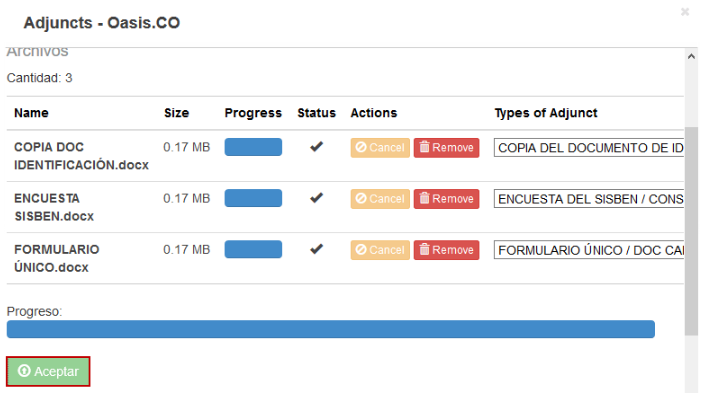 Adjuncts - Oasis.CO
×
Archivos
Cantidad: 3
Name Size Progress Status Actions Types of Adjunct
COPIA DOC
IDENTIFICACIÓN.docx
0.17 MB Cancel Remove COPIA DEL DOCUMENTO DE ID
ENCUESTA
SISBEN.docx
0.17 MB Cancel Remove ENCUESTA DEL SISBEN / CONS
FORMULARIO
ÚNICO.docx
0.17 MB Cancel Remove FORMULARIO ÚNICO / DOC CA
Progreso:
Aceptar